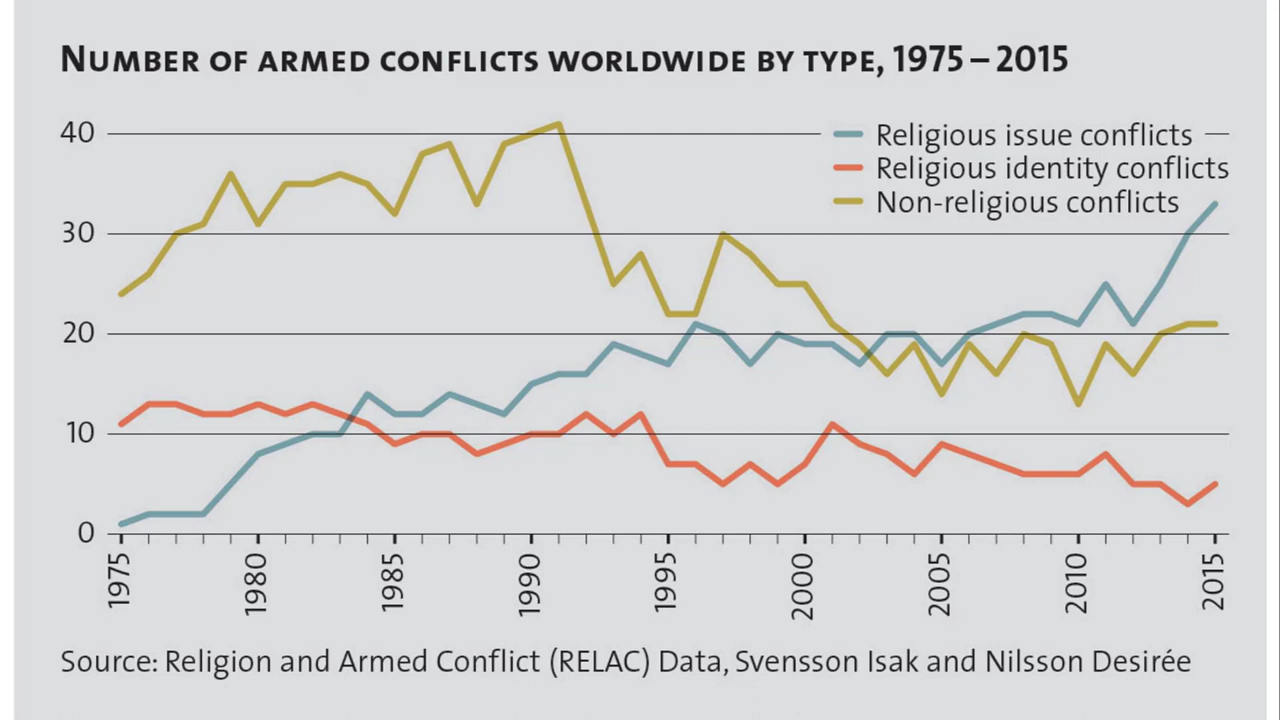 NUMBER OF ARMED CONFLICTS WORLDWIDE BY TYPE, 1975 – 2015
40
Religious issue conflicts
Religious identity conflicts
Non-religious conflicts
30
20
10
0
1975 1980 1985 1990 1995 2000 2005 2010 2015
Source: Religion and Armed Conflict (RELAC) Data, Svensson Isak and Nilsson Desirée